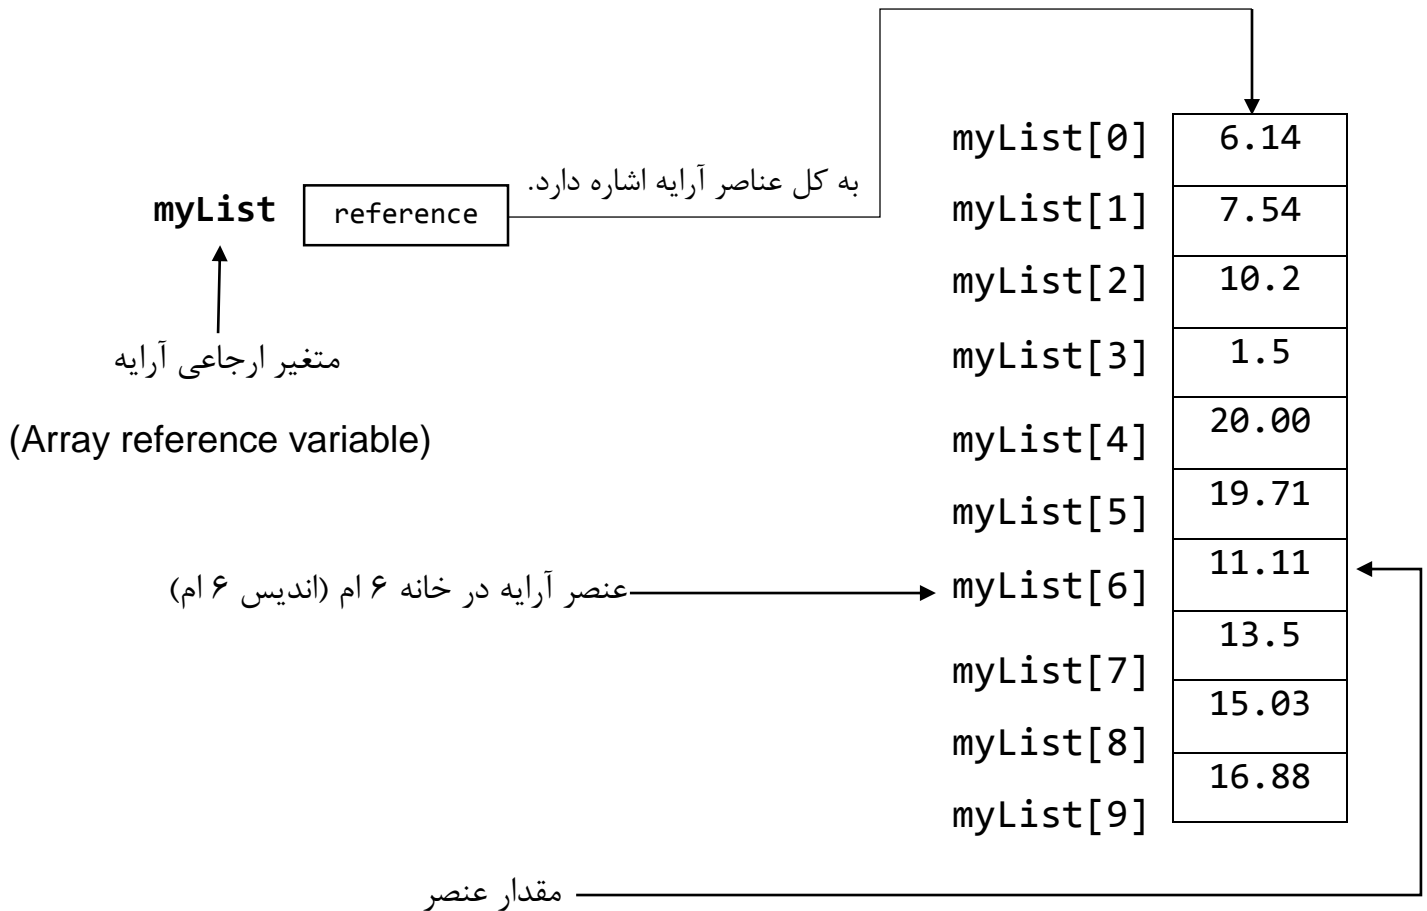 myList[0] 6.14
به کل عناصر آرایه اشاره دارد.
myList reference
myList[1] 7.54
myList[2] 10.2
متغیر ارجاعی آرایه
myList[3] 1.5
(Array reference variable)
myList[4] 20.00
myList[5] 19.71
عنصر آرایه در خانه ۶ ام (اندیس ۶ ام)
myList[6] 11.11
myList[7] 13.5
myList[8] 15.03
myList[9] 16.88
مقدار عنصر